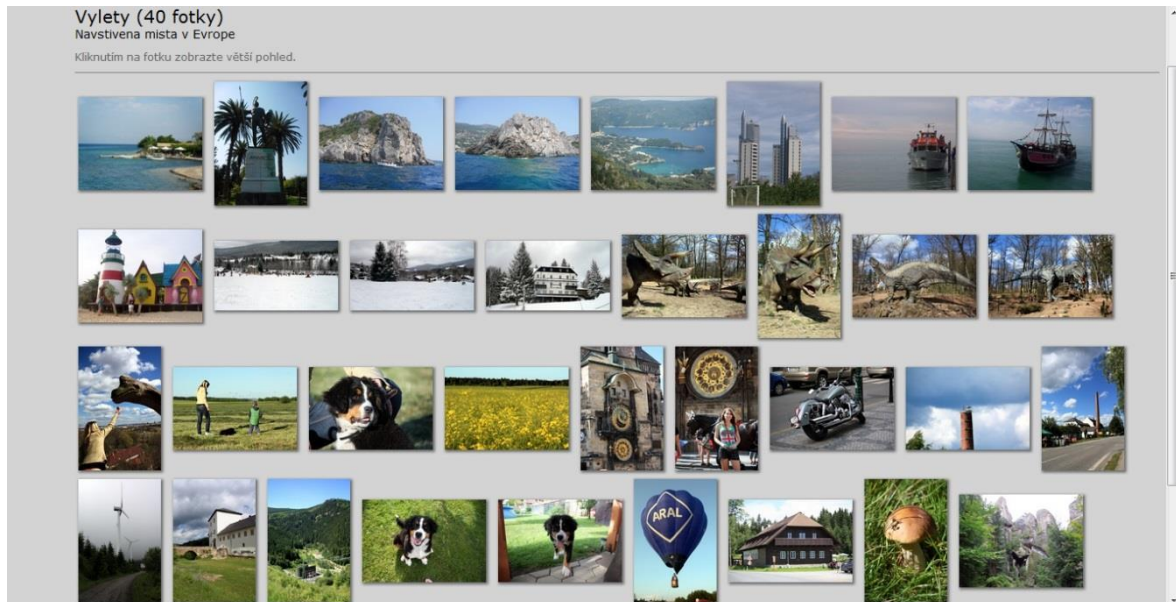 Vylety (40 fotky)
Navstivena mista v Evrope
Kliknutím na fotku zobrazte větší pohled.
ARAL